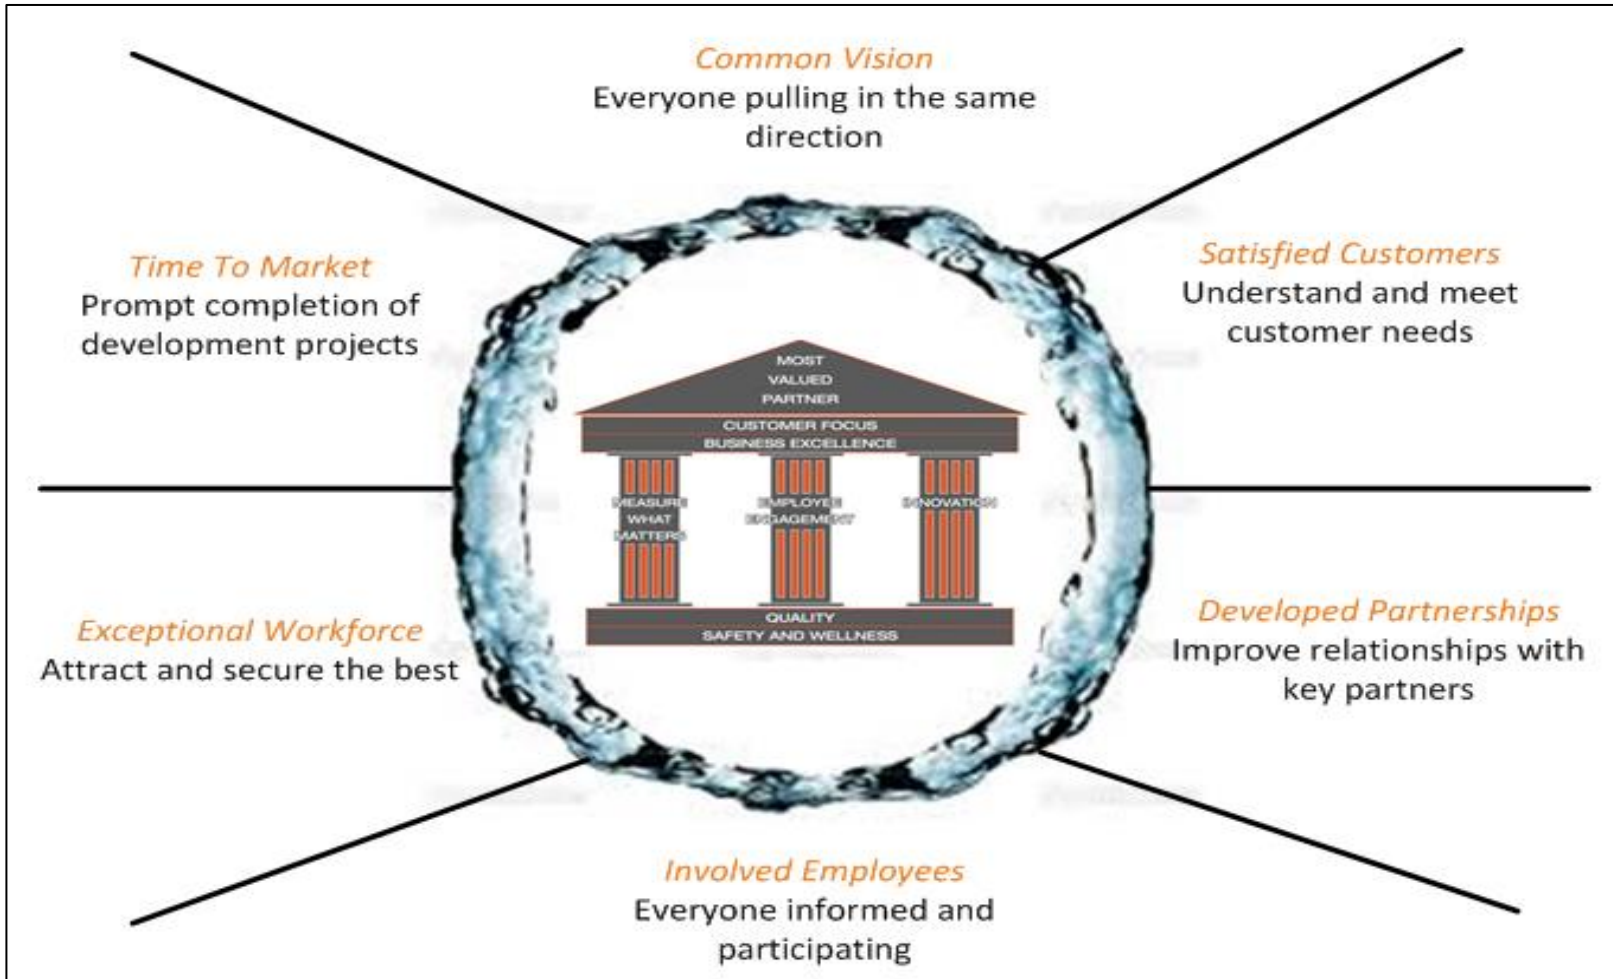 Common Vision
Everyone pulling in the same
direction
Time To Market
Prompt completion of
development projects
Satisfied Customers
Understand and meet
customer needs
MOST
VALUED
PARTNER
CUSTOMER FOCUS
BUSINESS EXCELLENCE
MEASURE
WHAT
MATTERS
EMPLOYEE
ENGAGEMENT
INNOVATION
QUALITY
SAFETY AND WELLNESS
Exceptional Workforce
Attract and secure the best
Developed Partnerships
Improve relationships with
key partners
Involved Employees
Everyone informed and
participating